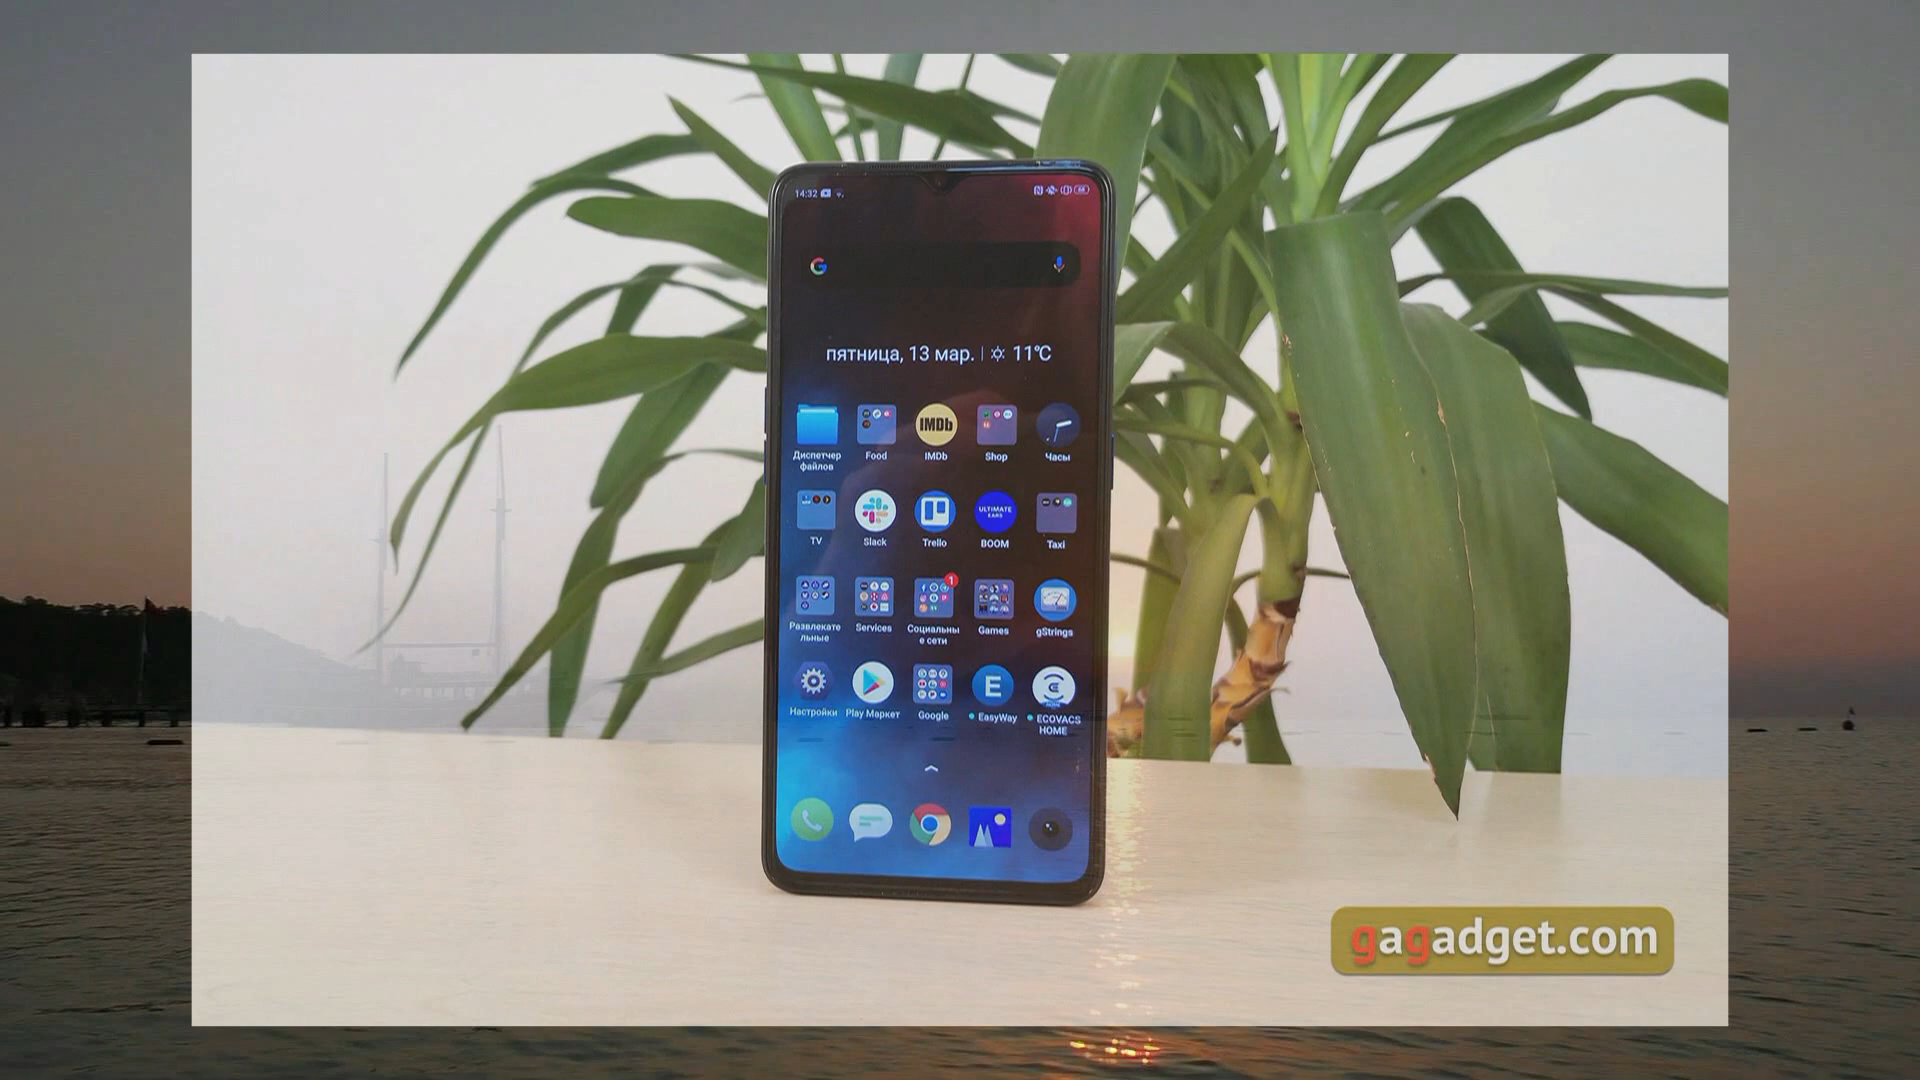 14:32
пятница, 13 мар. | 11°C
Диспетчер
файлов
Food
IMDb
IMDb
Shop
Часы
TV
Slack
Trello
ULTIMATE
EARS
BOOM
Taxi
Развлекате
льные
Services
1
Социальны
е сети
Games
gStrings
Настройки
Play Маркет
Google
E
EasyWay
ECOVACS
HOME
gagadget.com